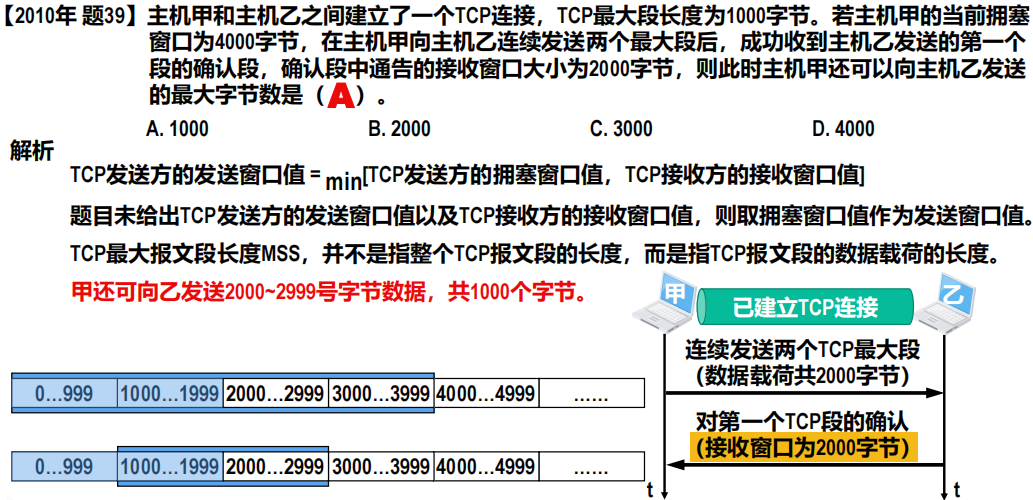 【2010年 题39】主机甲和主机乙之间建立了一个TCP连接，TCP最大段长度为1000字节。若主机甲的当前拥塞
窗口为4000字节，在主机甲向主机乙连续发送两个最大段后，成功收到主机乙发送的第一个
段的确认段，确认段中通告的接收窗口大小为2000字节，则此时主机甲还可以向主机乙发送
的最大字节数是（ A ）。
A. 1000 B. 2000 C. 3000 D. 4000
解析
TCP发送方的发送窗口值 = min[TCP发送方的拥塞窗口值，TCP接收方的接收窗口值]
题目未给出TCP发送方的发送窗口值以及TCP接收方的接收窗口值，则取拥塞窗口值作为发送窗口值。
TCP最大报文段长度MSS，并不是指整个TCP报文段的长度，而是指TCP报文段的数据载荷的长度。
甲还可向乙发送2000~2999号字节数据，共1000个字节。
甲 已建立TCP连接 乙
连续发送两个TCP最大段
（数据载荷共2000字节）
0…999 1000…1999 2000…2999 3000…3999 4000…4999 ……
对第一个TCP段的确认
（接收窗口为2000字节）
0…999 1000…1999 2000…2999 3000…3999 4000…4999 ……
t t